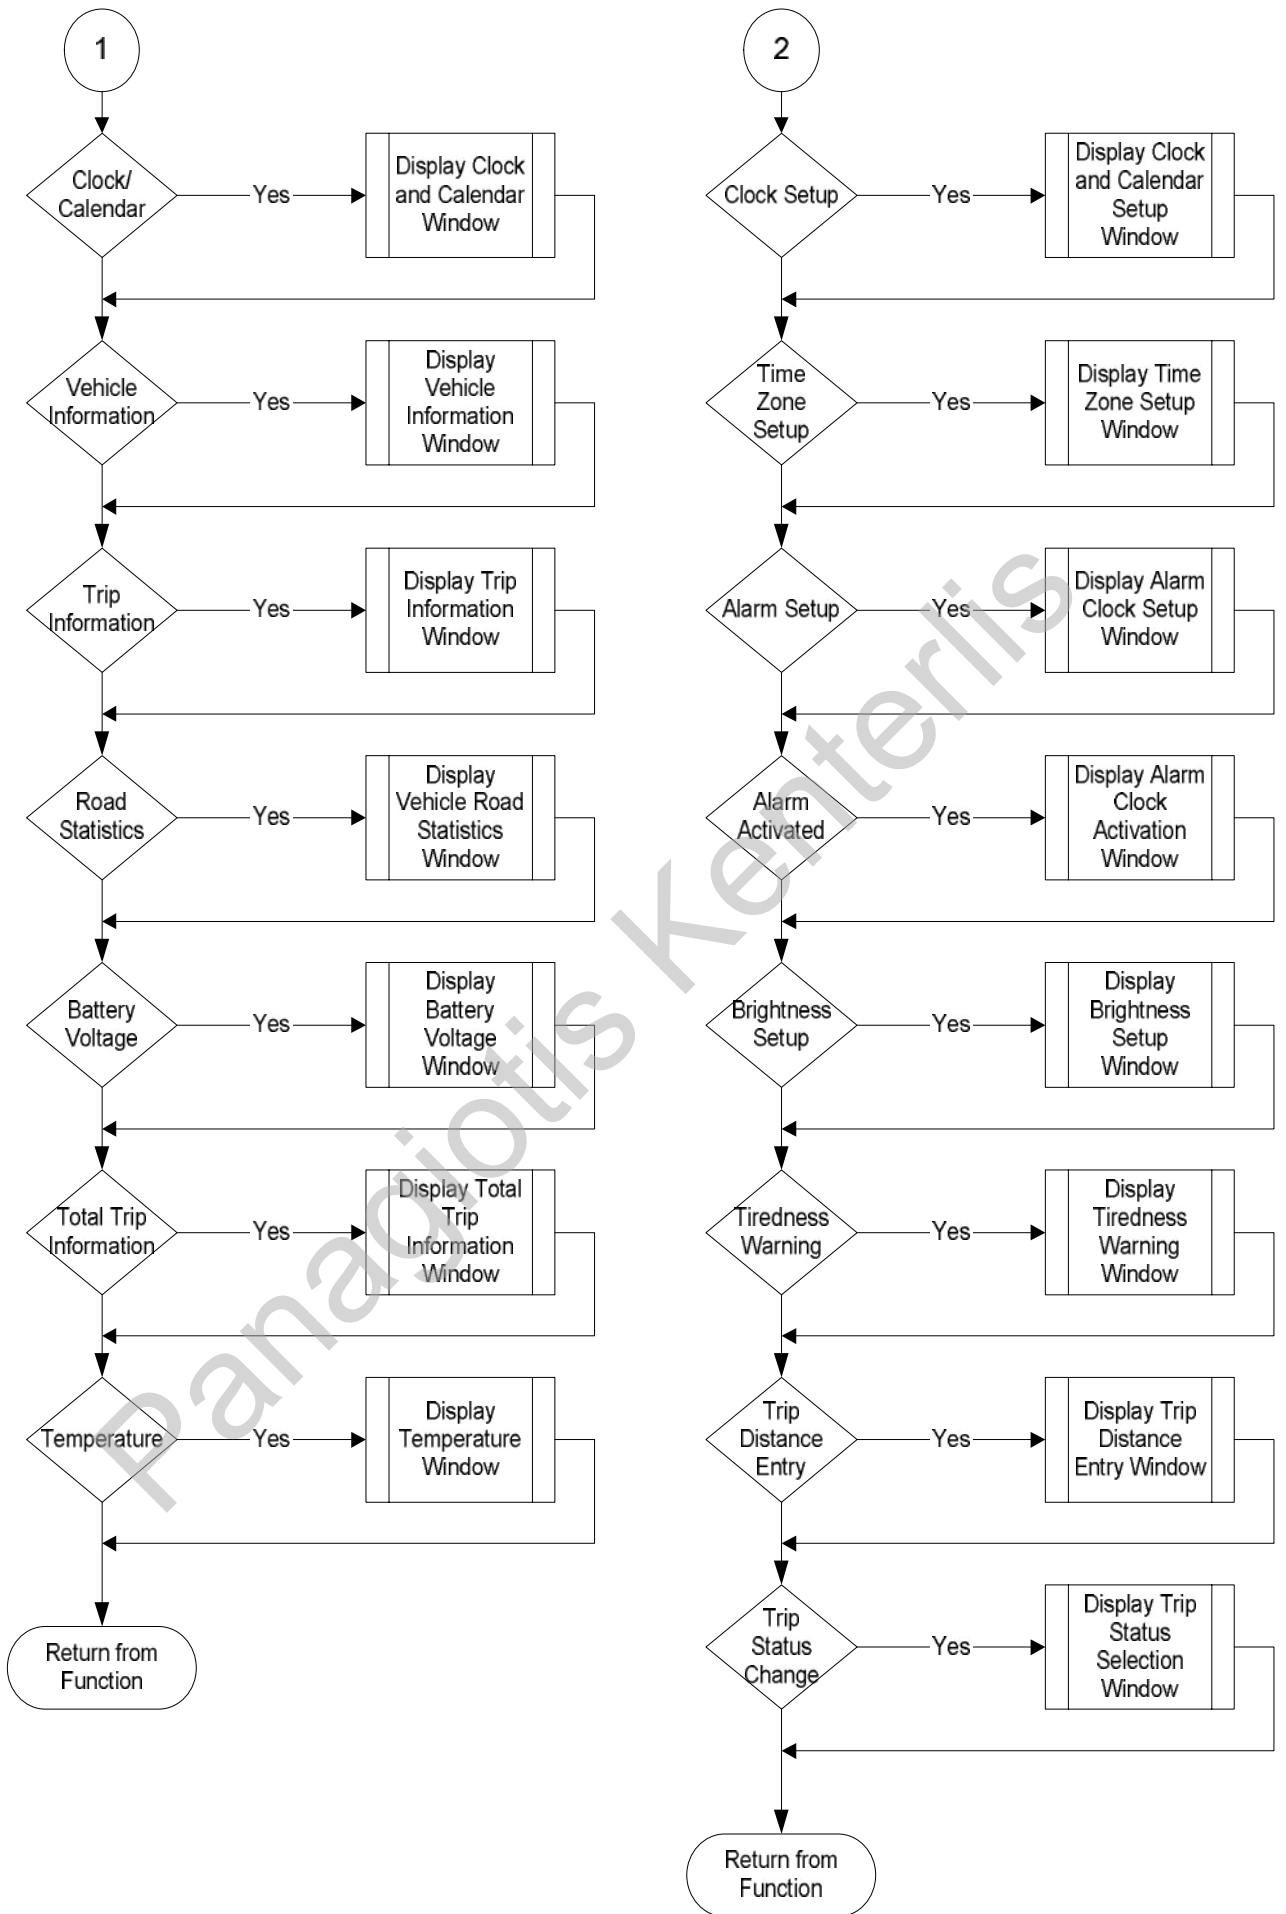 1
Clock/
Calendar
Yes
Display Clock
and Calendar
Window
Vehicle
Information
Yes
Display
Vehicle
Information
Window
Trip
Information
Yes
Display Trip
Information
Window
Road
Statistics
Yes
Display
Vehicle Road
Statistics
Window
Battery
Voltage
Yes
Display
Battery
Voltage
Window
Total Trip
Information
Yes
Display Total
Trip
Information
Window
Temperature
Yes
Display
Temperature
Window
Return from
Function
2
Clock Setup
Yes
Display Clock
and Calendar
Setup
Window
Time
Zone
Setup
Yes
Display Time
Zone Setup
Window
Alarm Setup
Yes
Display Alarm
Clock Setup
Window
Alarm
Activated
Yes
Display Alarm
Clock
Activation
Window
Brightness
Setup
Yes
Display
Brightness
Setup
Window
Tiredness
Warning
Yes
Display
Tiredness
Warning
Window
Trip
Distance
Entry
Yes
Display Trip
Distance
Entry Window
Trip
Status
Change
Yes
Display Trip
Status
Selection
Window
Return from
Function
Panagiotis Kenterlis